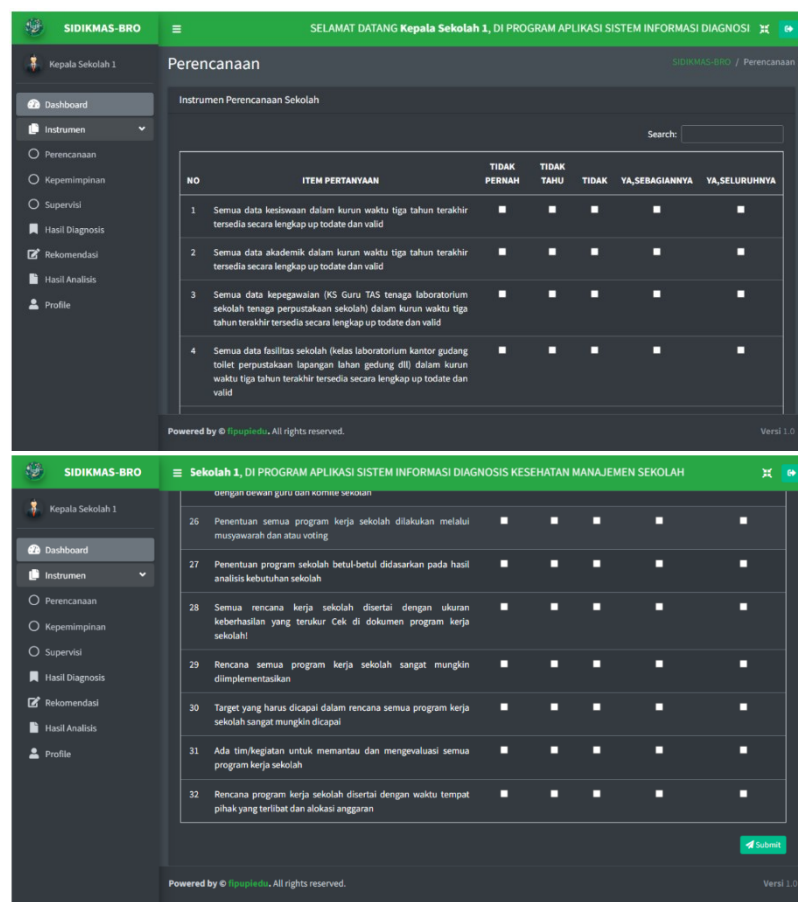 SIDIKMAS-BRO
SELAMAT DATANG Kepala Sekolah 1, DI PROGRAM APLIKASI SISTEM INFORMASI DIAGNOSI
Kepala Sekolah 1
Perencanaan
SIDIKMAS-BRO / Perencanaan
Dashboard
Instrumen
Perencanaan
Kepemimpinan
Supervisi
Hasil Diagnosis
Rekomendasi
Hasil Analisis
Profile
Instrumen Perencanaan Sekolah
Search:
NO ITEM PERTANYAAN TIDAK PERNAH TIDAK TAHU TIDAK YA,SEBAGIANNYA YA,SELURUHNYA
1 Semua data kesiswaan dalam kurun waktu tiga tahun terakhir
tersedia secara lengkap up todate dan valid
2 Semua data akademik dalam kurun waktu tiga tahun terakhir
tersedia secara lengkap up todate dan valid
3 Semua data kepegawaian (KS Guru TAS tenaga laboratorium
sekolah tenaga perpustakaan sekolah) dalam kurun waktu tiga
tahun terakhir tersedia secara lengkap up todate dan valid
4 Semua data fasilitas sekolah (kelas laboratorium kantor gudang
toilet perpustakaan lapangan lahan gedung dll) dalam kurun
waktu tiga tahun terakhir tersedia secara lengkap up todate dan
valid
Powered by © fipupiedu. All rights reserved.
Versi 1.0
SIDIKMAS-BRO
Sekolah 1, DI PROGRAM APLIKASI SISTEM INFORMASI DIAGNOSIS KESEHATAN MANAJEMEN SEKOLAH
Kepala Sekolah 1
Dashboard
Instrumen
Perencanaan
Kepemimpinan
Supervisi
Hasil Diagnosis
Rekomendasi
Hasil Analisis
Profile
dengan dewan guru dan komite sekolah
26 Penentuan semua program kerja sekolah dilakukan melalui
musyawarah dan atau voting
27 Penentuan program sekolah betul-betul didasarkan pada hasil
analisis kebutuhan sekolah
28 Semua rencana kerja sekolah disertai dengan ukuran
keberhasilan yang terukur Cek di dokumen program kerja
sekolah!
29 Rencana semua program kerja sekolah sangat mungkin
diimplementasikan
30 Target yang harus dicapai dalam rencana semua program kerja
sekolah sangat mungkin dicapai
31 Ada tim/kegiatan untuk memantau dan mengevaluasi semua
program kerja sekolah
32 Rencana program kerja sekolah disertai dengan waktu tempat
pihak yang terlibat dan alokasi anggaran
Submit
Powered by © fipupiedu. All rights reserved.
Versi 1.0